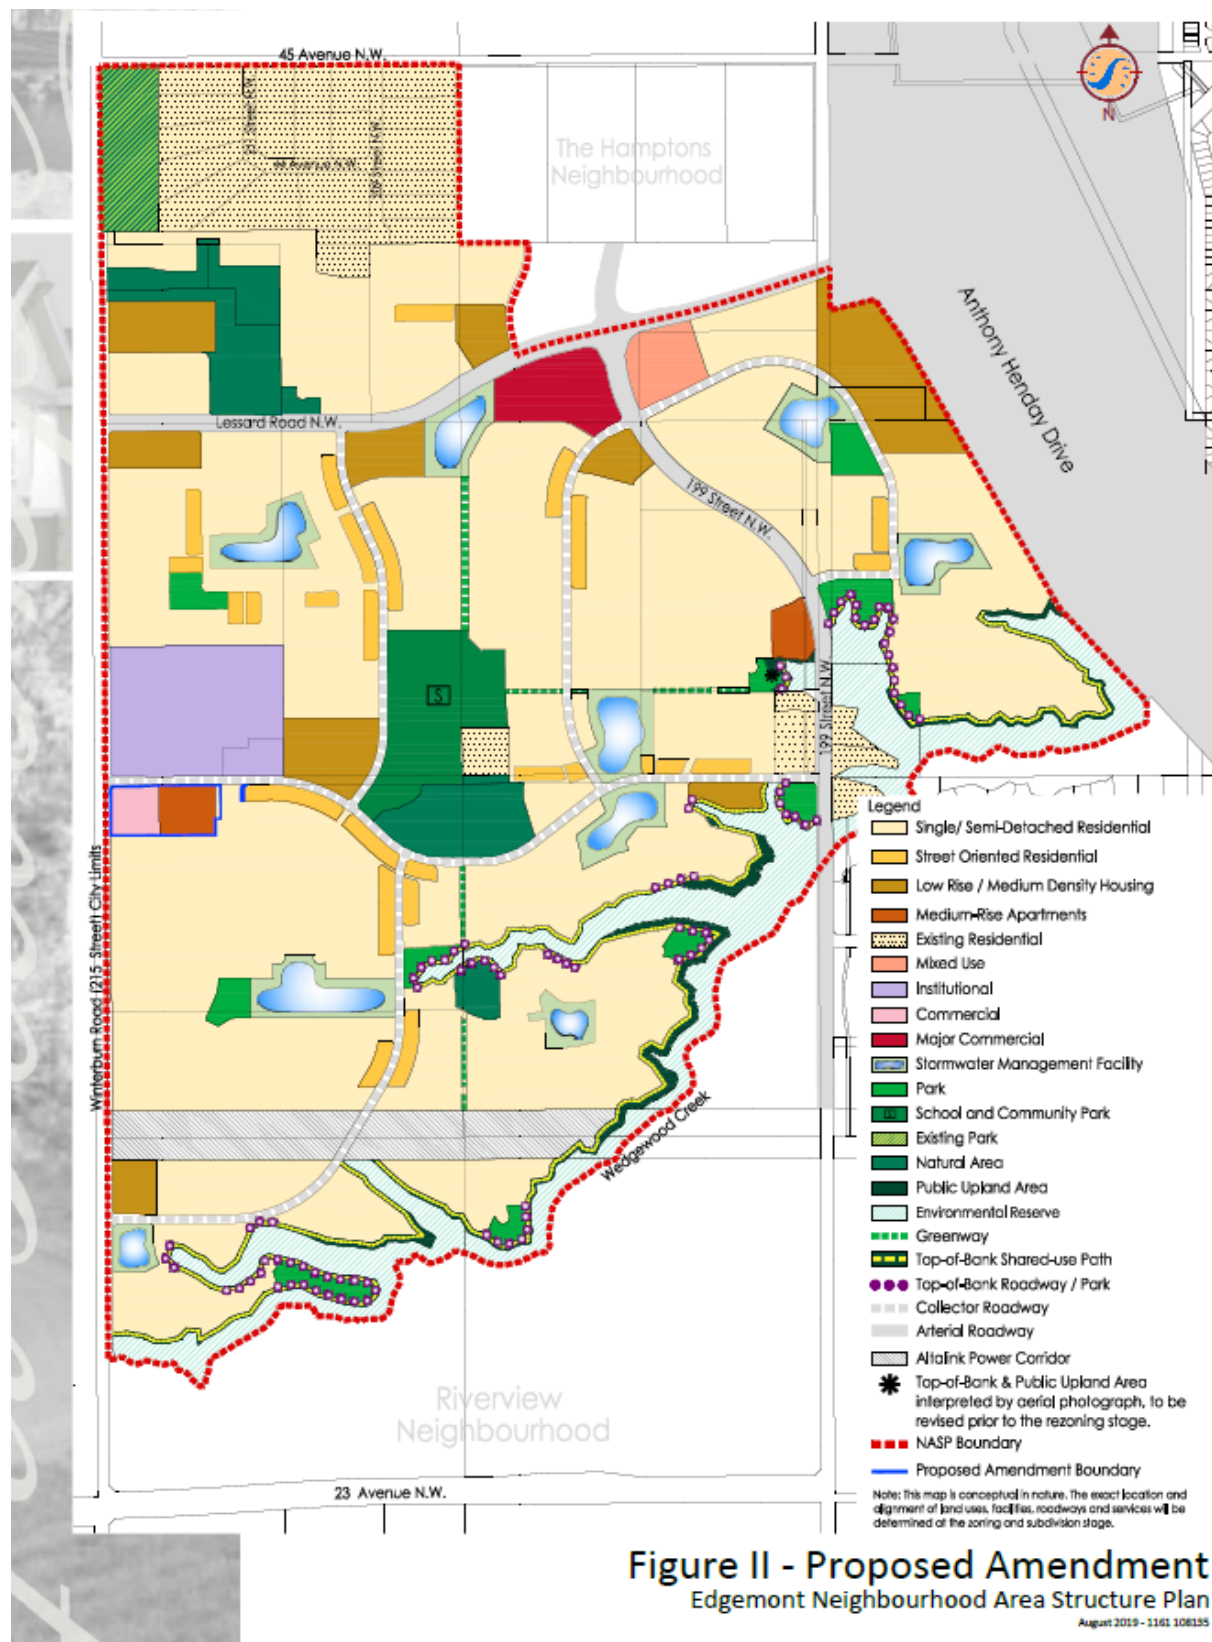 45 Avenue N.W.
N
The Hamptons
Neighbourhood
Anthony Henday Drive
Lessard Road N.W.
199 Street N.W.
S
199 Street N.W.
Winterburn Road (215 Street) City Limits
Wedgewood Creek
Riverview
Neighbourhood
23 Avenue N.W.
Legend
Single/ Semi-Detached Residential
Street Oriented Residential
Low Rise / Medium Density Housing
Medium-Rise Apartments
Existing Residential
Mixed Use
Institutional
Commercial
Major Commercial
Stormwater Management Facility
Park
School and Community Park
Existing Park
Natural Area
Public Upland Area
Environmental Reserve
Greenway
Top-of-Bank Shared-use Path
Top-of-Bank Roadway / Park
Collector Roadway
Arterial Roadway
Altalink Power Corridor
Top-of-Bank & Public Upland Area
interpreted by aerial photograph, to be
revised prior to the rezoning stage.
NASP Boundary
Proposed Amendment Boundary
Note: This map is conceptual in nature. The exact location and
alignment of land uses, facilities, roadways and services will be
determined at the zoning and subdivision stage.
Figure II - Proposed Amendment
Edgemont Neighbourhood Area Structure Plan
August 2019 - 1161 108135